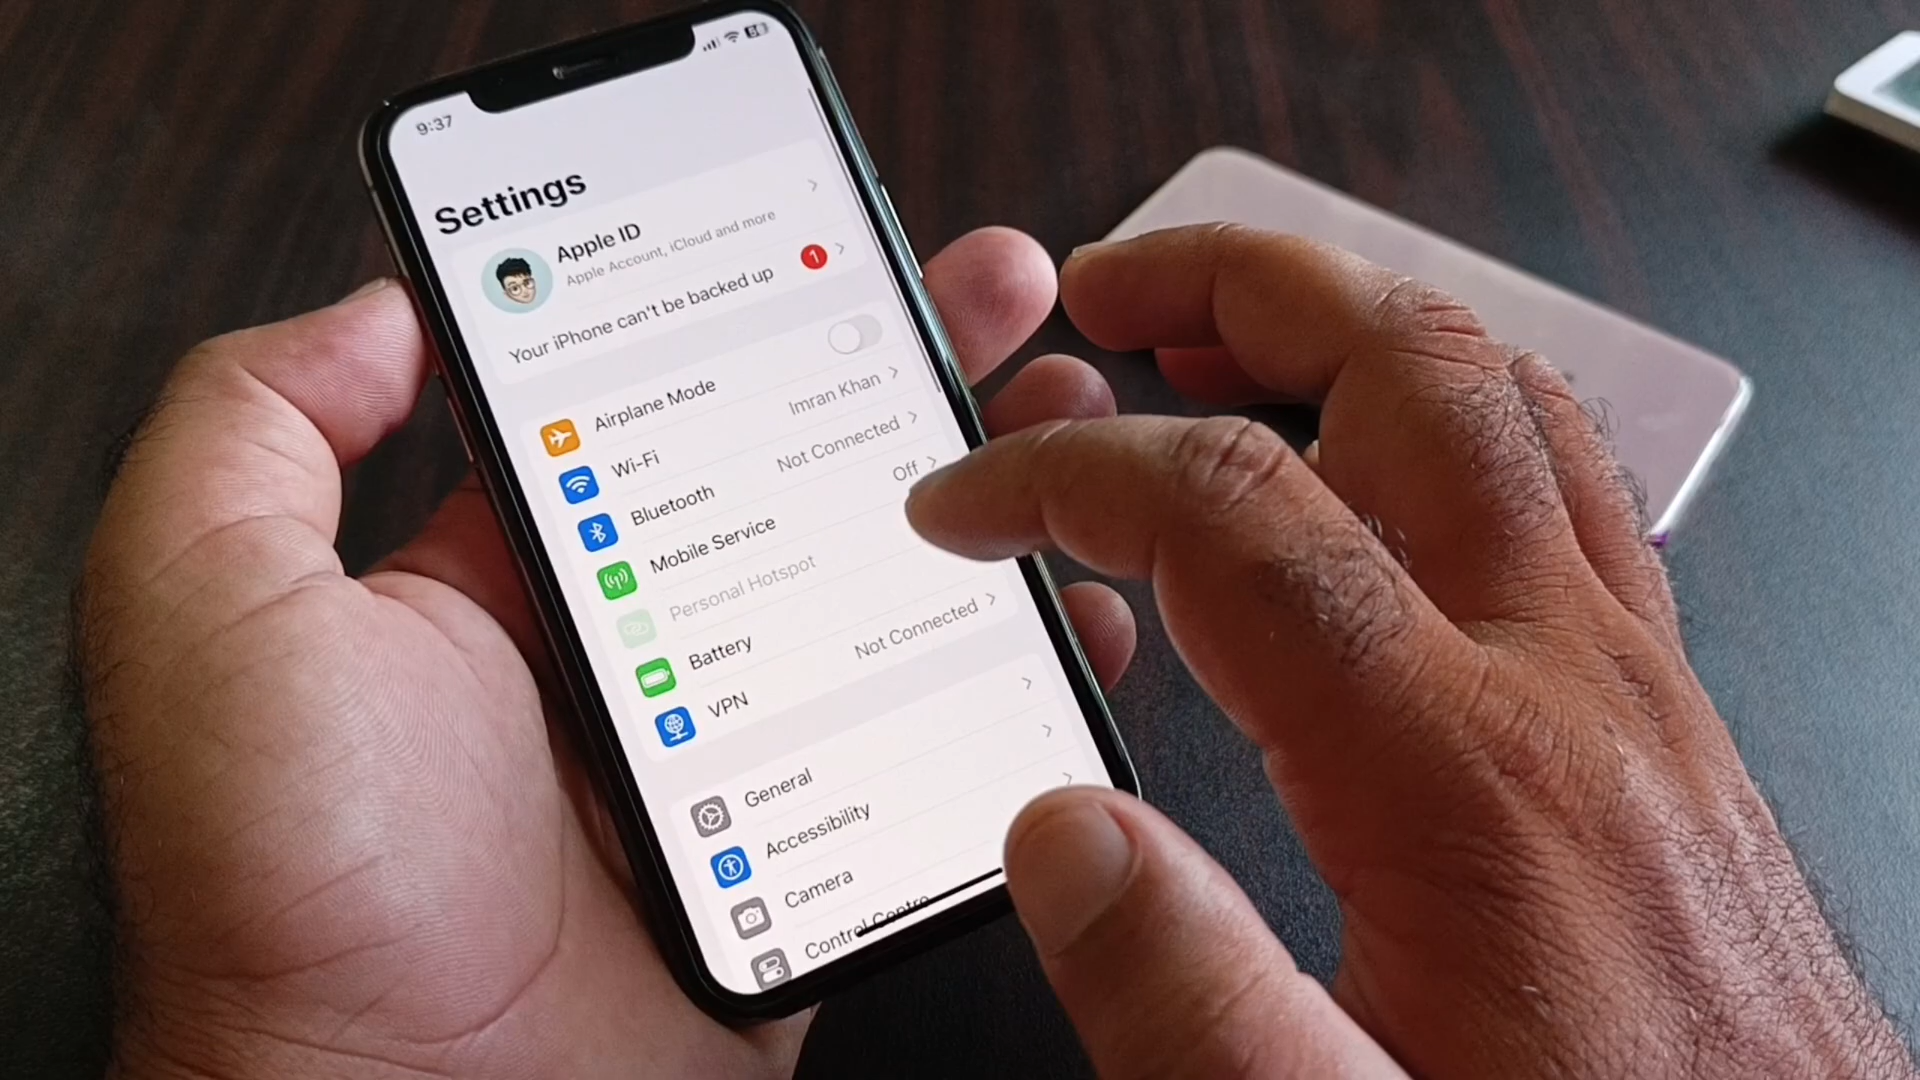 9:37
Settings
Apple ID
Apple Account, iCloud and more
Your iPhone can't be backed up 1
Airplane Mode
Wi-Fi Imran Khan
Bluetooth Not Connected
Mobile Service Off
Personal Hotspot
Battery
VPN Not Connected
General
Accessibility
Camera
Control Centre